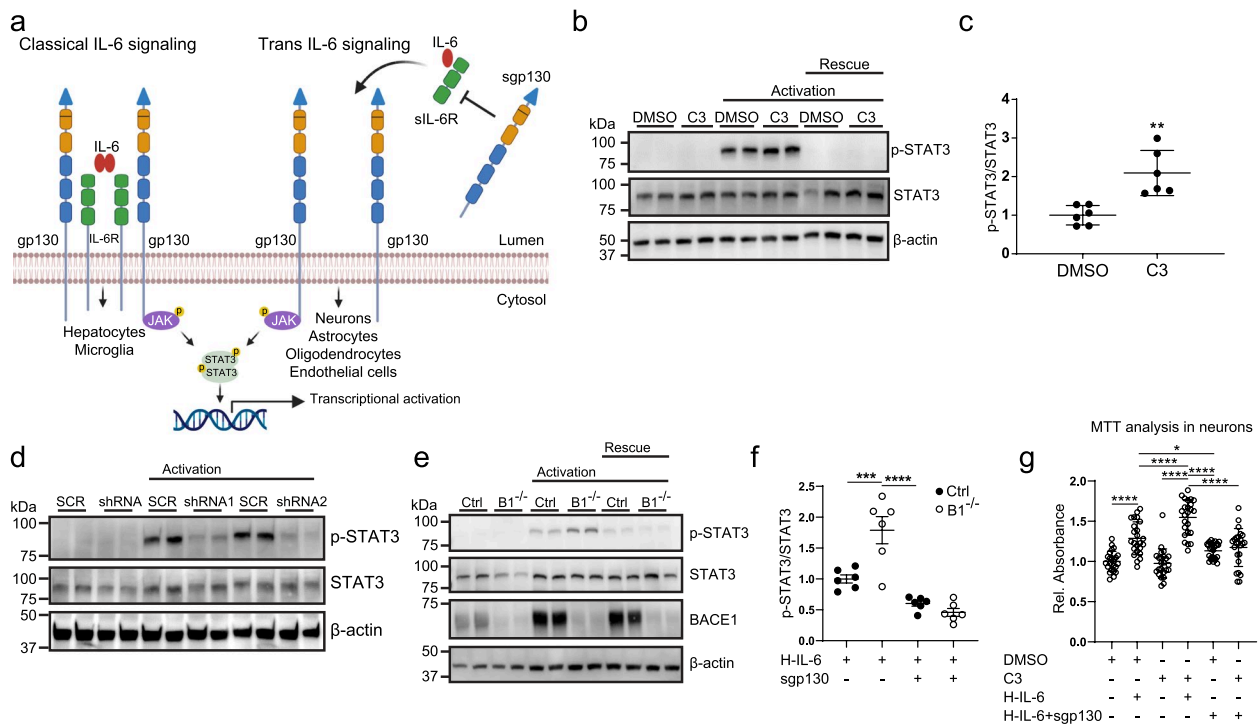 a
Classical IL-6 signaling
Trans IL-6 signaling
IL-6
sIL-6R
sgp130
IL-6
IL-6R
gp130
gp130
gp130
gp130
Lumen
Cytosol
JAK
p
p
JAK
Hepatocytes
Microglia
Neurons
Astrocytes
Oligodendrocytes
Endothelial cells
STAT3
p
p
STAT3
Transcriptional activation
b
Rescue
Activation
kDa
DMSO C3 DMSO C3 DMSO C3
100
75
p-STAT3
100
75
STAT3
50
37
β-actin
c
p-STAT3/STAT3
4
3
2
1
0
**
DMSO C3
d
Activation
kDa
SCR shRNA SCR shRNA1 SCR shRNA2
100
75
p-STAT3
100
75
STAT3
50
37
β-actin
e
Rescue
Activation
kDa
Ctrl B1-/- Ctrl B1-/- Ctrl B1-/-
100
75
p-STAT3
100
75
STAT3
75
BACE1
50
37
β-actin
f
p-STAT3/STAT3
2.5
2.0
1.5
1.0
0.5
0.0
*** ****
Ctrl
B1-/-
H-IL-6 + + + +
sgp130 - - + +
g
MTT analysis in neurons
Rel. Absorbance
2.0
1.5
1.0
0.5
0.0
*
****
**** ****
**** ****
DMSO + + - - + -
C3 - - + + - +
H-IL-6 - + - + - -
H-IL-6+sgp130 - - - - + +